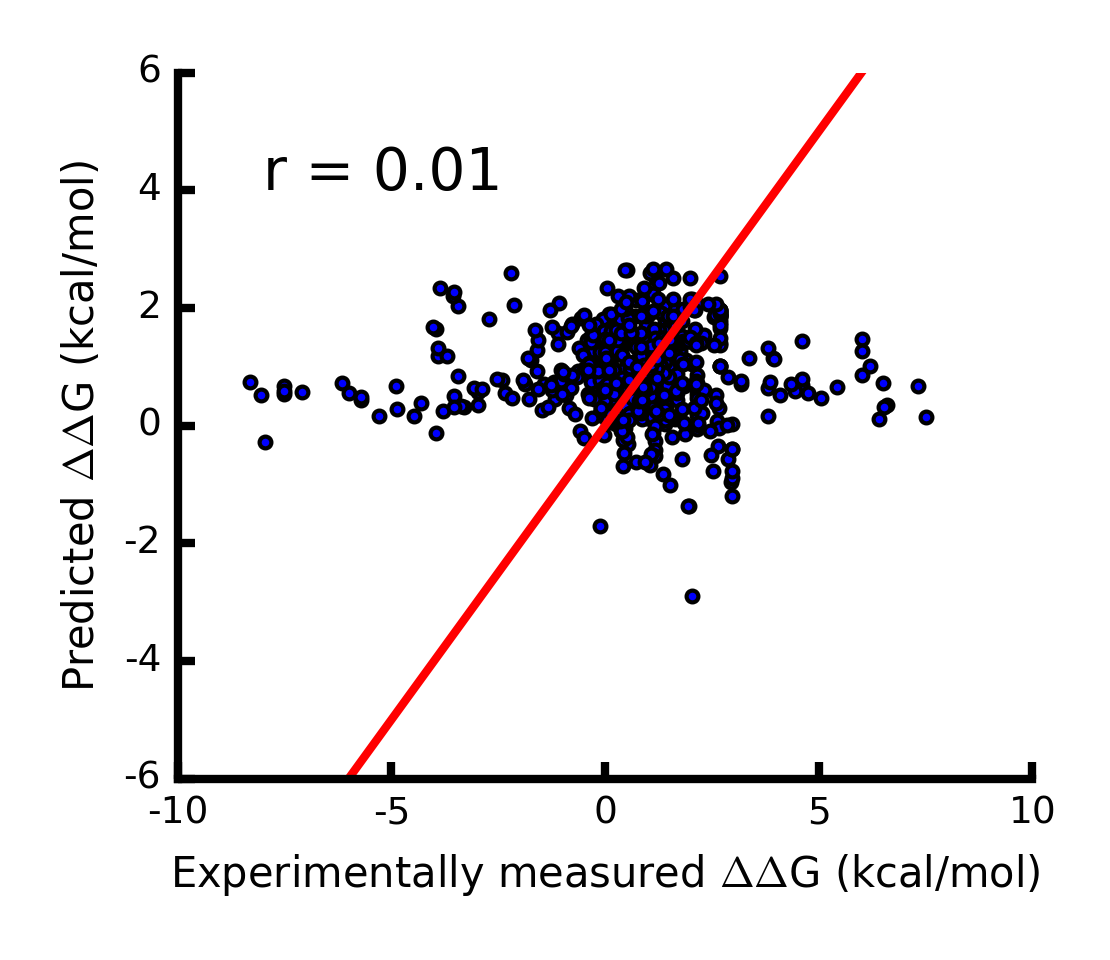 6
r = 0.01
4
2
0
-2
-4
-6
Predicted ΔΔG (kcal/mol)
-10 -5 0 5 10
Experimentally measured ΔΔG (kcal/mol)